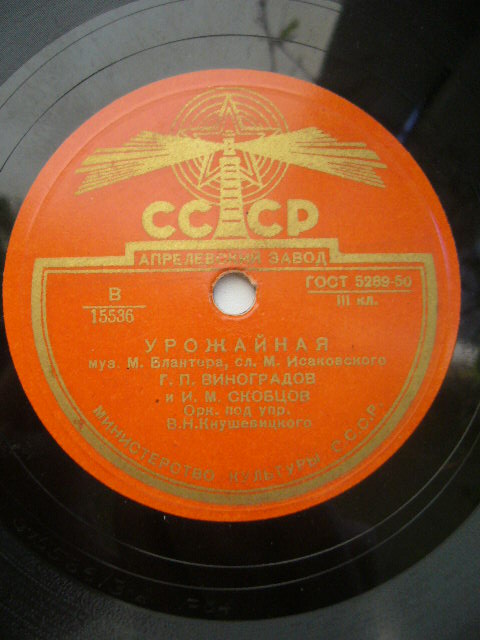 СССР
АПРЕЛЕВСКИЙ ЗАВОД
В
15536
ГОСТ 5289-50
III кл.
УРОЖАЙНАЯ
муз. М. Блантера, сл. М. Исаковского
Г. П. ВИНОГРАДОВ
и И. М. СКОБЦОВ
Орк. под упр.
В.Н.Кнушевицкого
МИНИСТЕРСТВО КУЛЬТУРЫ С.С.С.Р.